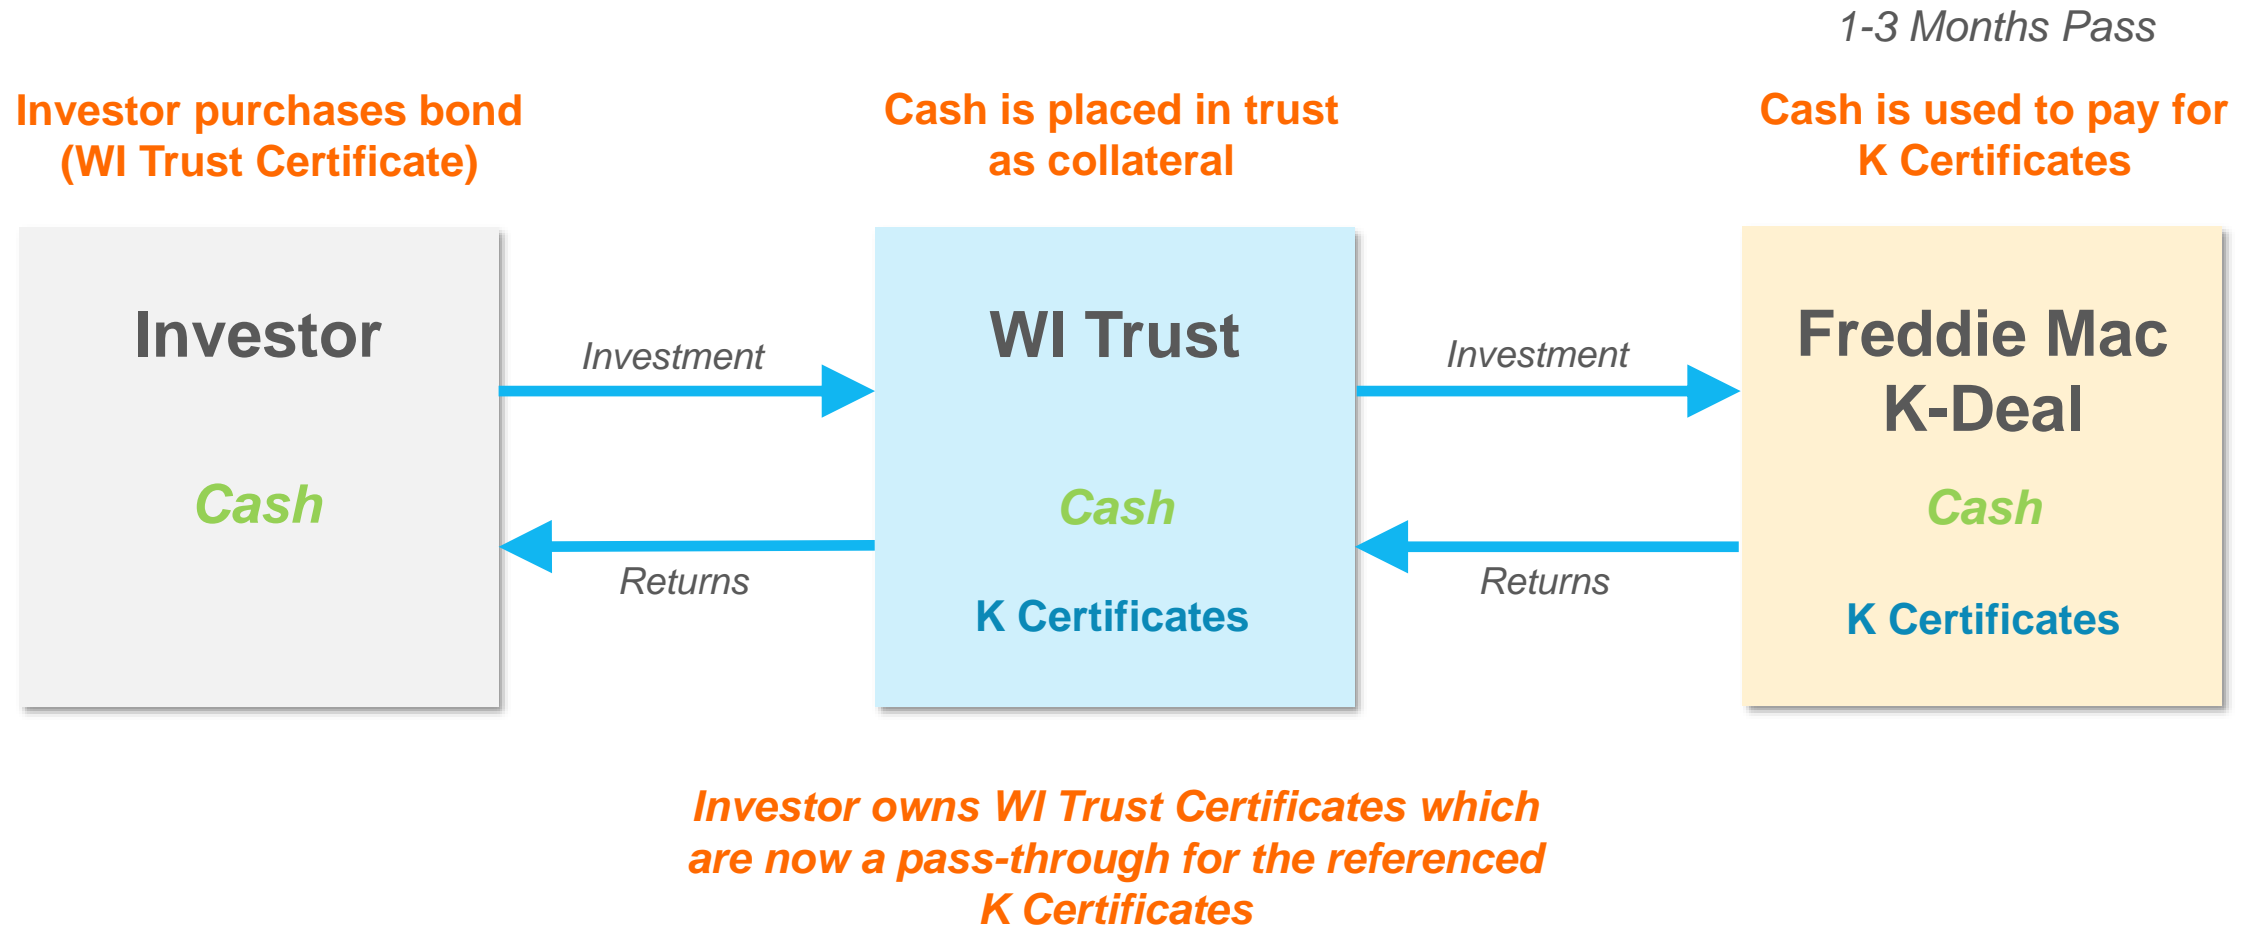 1-3 Months Pass
Investor purchases bond
(WI Trust Certificate)
Cash is placed in trust
as collateral
Cash is used to pay for
K Certificates
Investor
Cash
Investment
Returns
WI Trust
Cash
K Certificates
Investment
Returns
Freddie Mac
K-Deal
Cash
K Certificates
Investor owns WI Trust Certificates which
are now a pass-through for the referenced
K Certificates